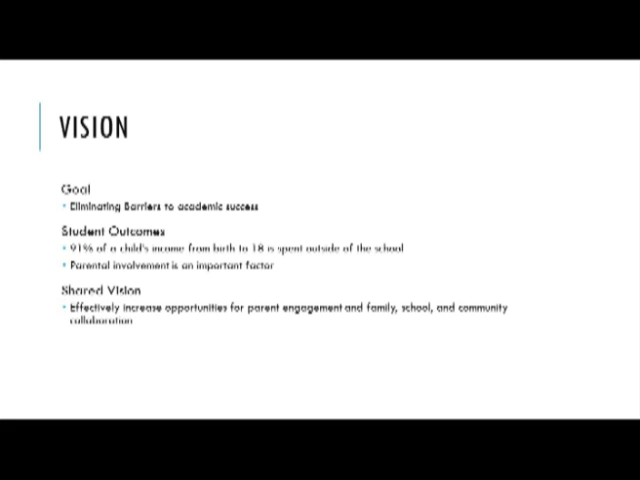 VISION
Goal
Eliminating Barriers to academic success
Student Outcomes
91% of a child's income from birth to 18 is spent outside of the school
Parental involvement is an important factor
Shared Vision
Effectively increase opportunities for parent engagement and family, school, and community
collaboration